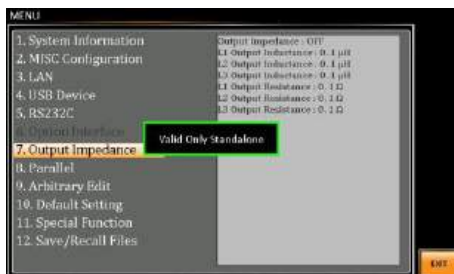 MENU
1. System Information
2. MISC Configuration
3. LAN
4. USB Device
5. RS232C
6. Option Interface
7. Output Impedance
8. Parallel
9. Arbitrary Edit
10. Default Setting
11. Special Function
12. Save/Recall Files
Output Impedance : OFF
L1 Output Inductance : 0.1 µH
L2 Output Inductance : 0.1 µH
L3 Output Inductance : 0.1 µH
L1 Output Resistance : 0.1 Ω
L2 Output Resistance : 0.1 Ω
L3 Output Resistance : 0.1 Ω
Valid Only Standalone
EXIT